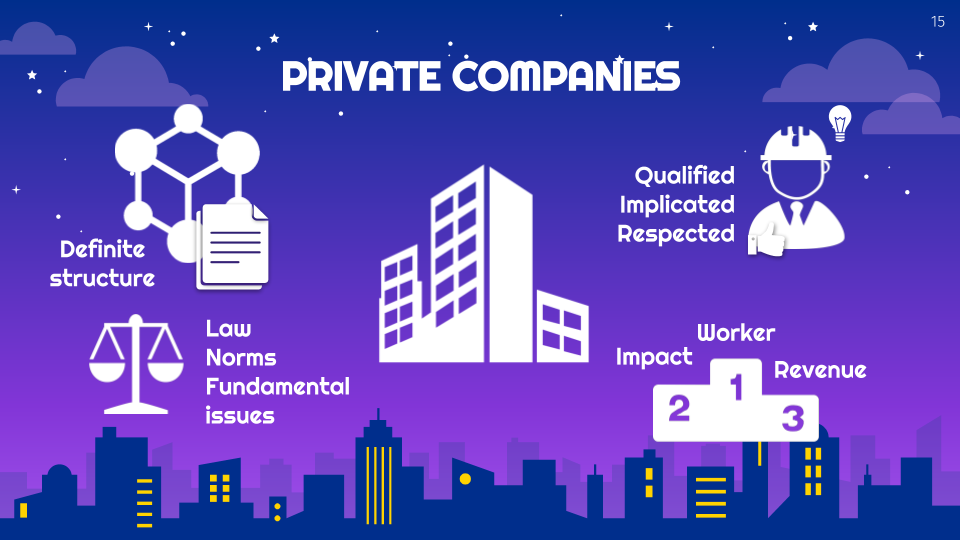 15
PRIVATE COMPANIES
Qualified
Implicated
Respected
Definite
structure
Law
Norms
Fundamental
issues
Worker
Impact
Revenue
1
2
3